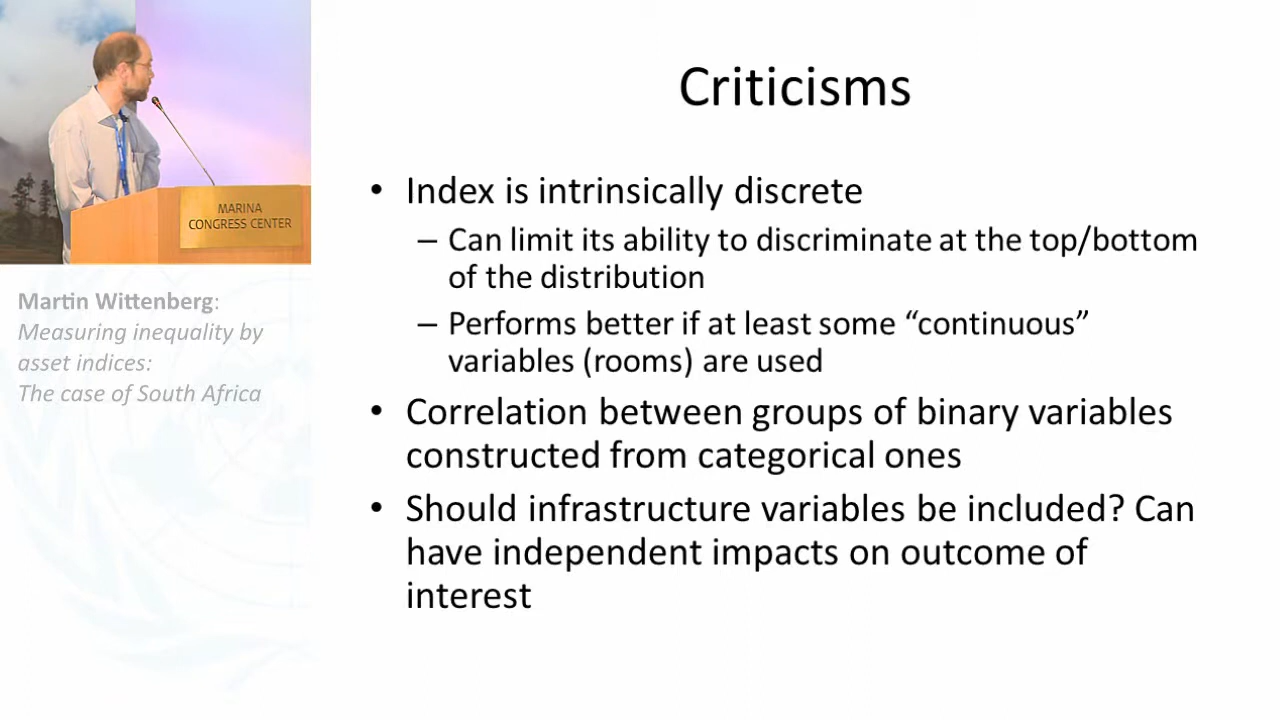 MARINA
CONGRESS CENTER
Martin Wittenberg:
Measuring inequality by
asset indices:
The case of South Africa
Criticisms
• Index is intrinsically discrete
– Can limit its ability to discriminate at the top/bottom
of the distribution
– Performs better if at least some “continuous”
variables (rooms) are used
• Correlation between groups of binary variables
constructed from categorical ones
• Should infrastructure variables be included? Can
have independent impacts on outcome of
interest